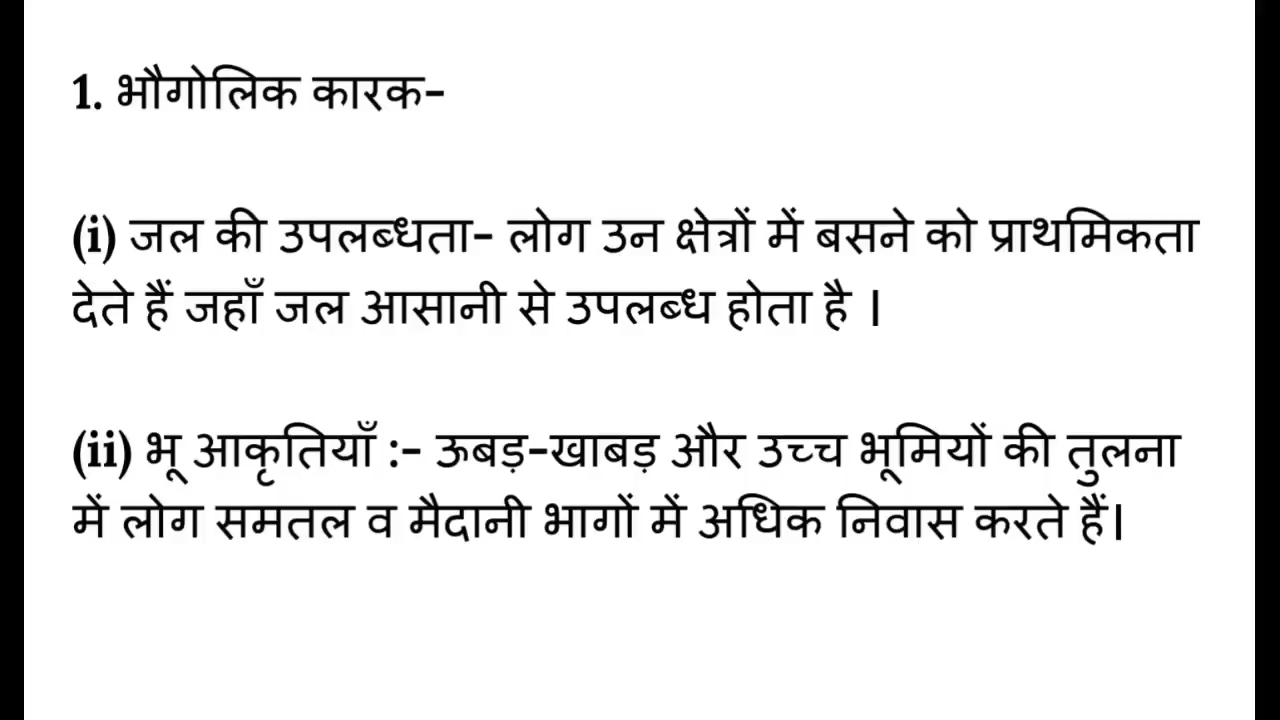 1. भौगोलिक कारक-
(i) जल की उपलब्धता- लोग उन क्षेत्रों में बसने को प्राथमिकता
देते हैं जहाँ जल आसानी से उपलब्ध होता है ।
(ii) भू आकृतियाँ :- ऊबड़-खाबड़ और उच्च भूमियों की तुलना
में लोग समतल व मैदानी भागों में अधिक निवास करते हैं।